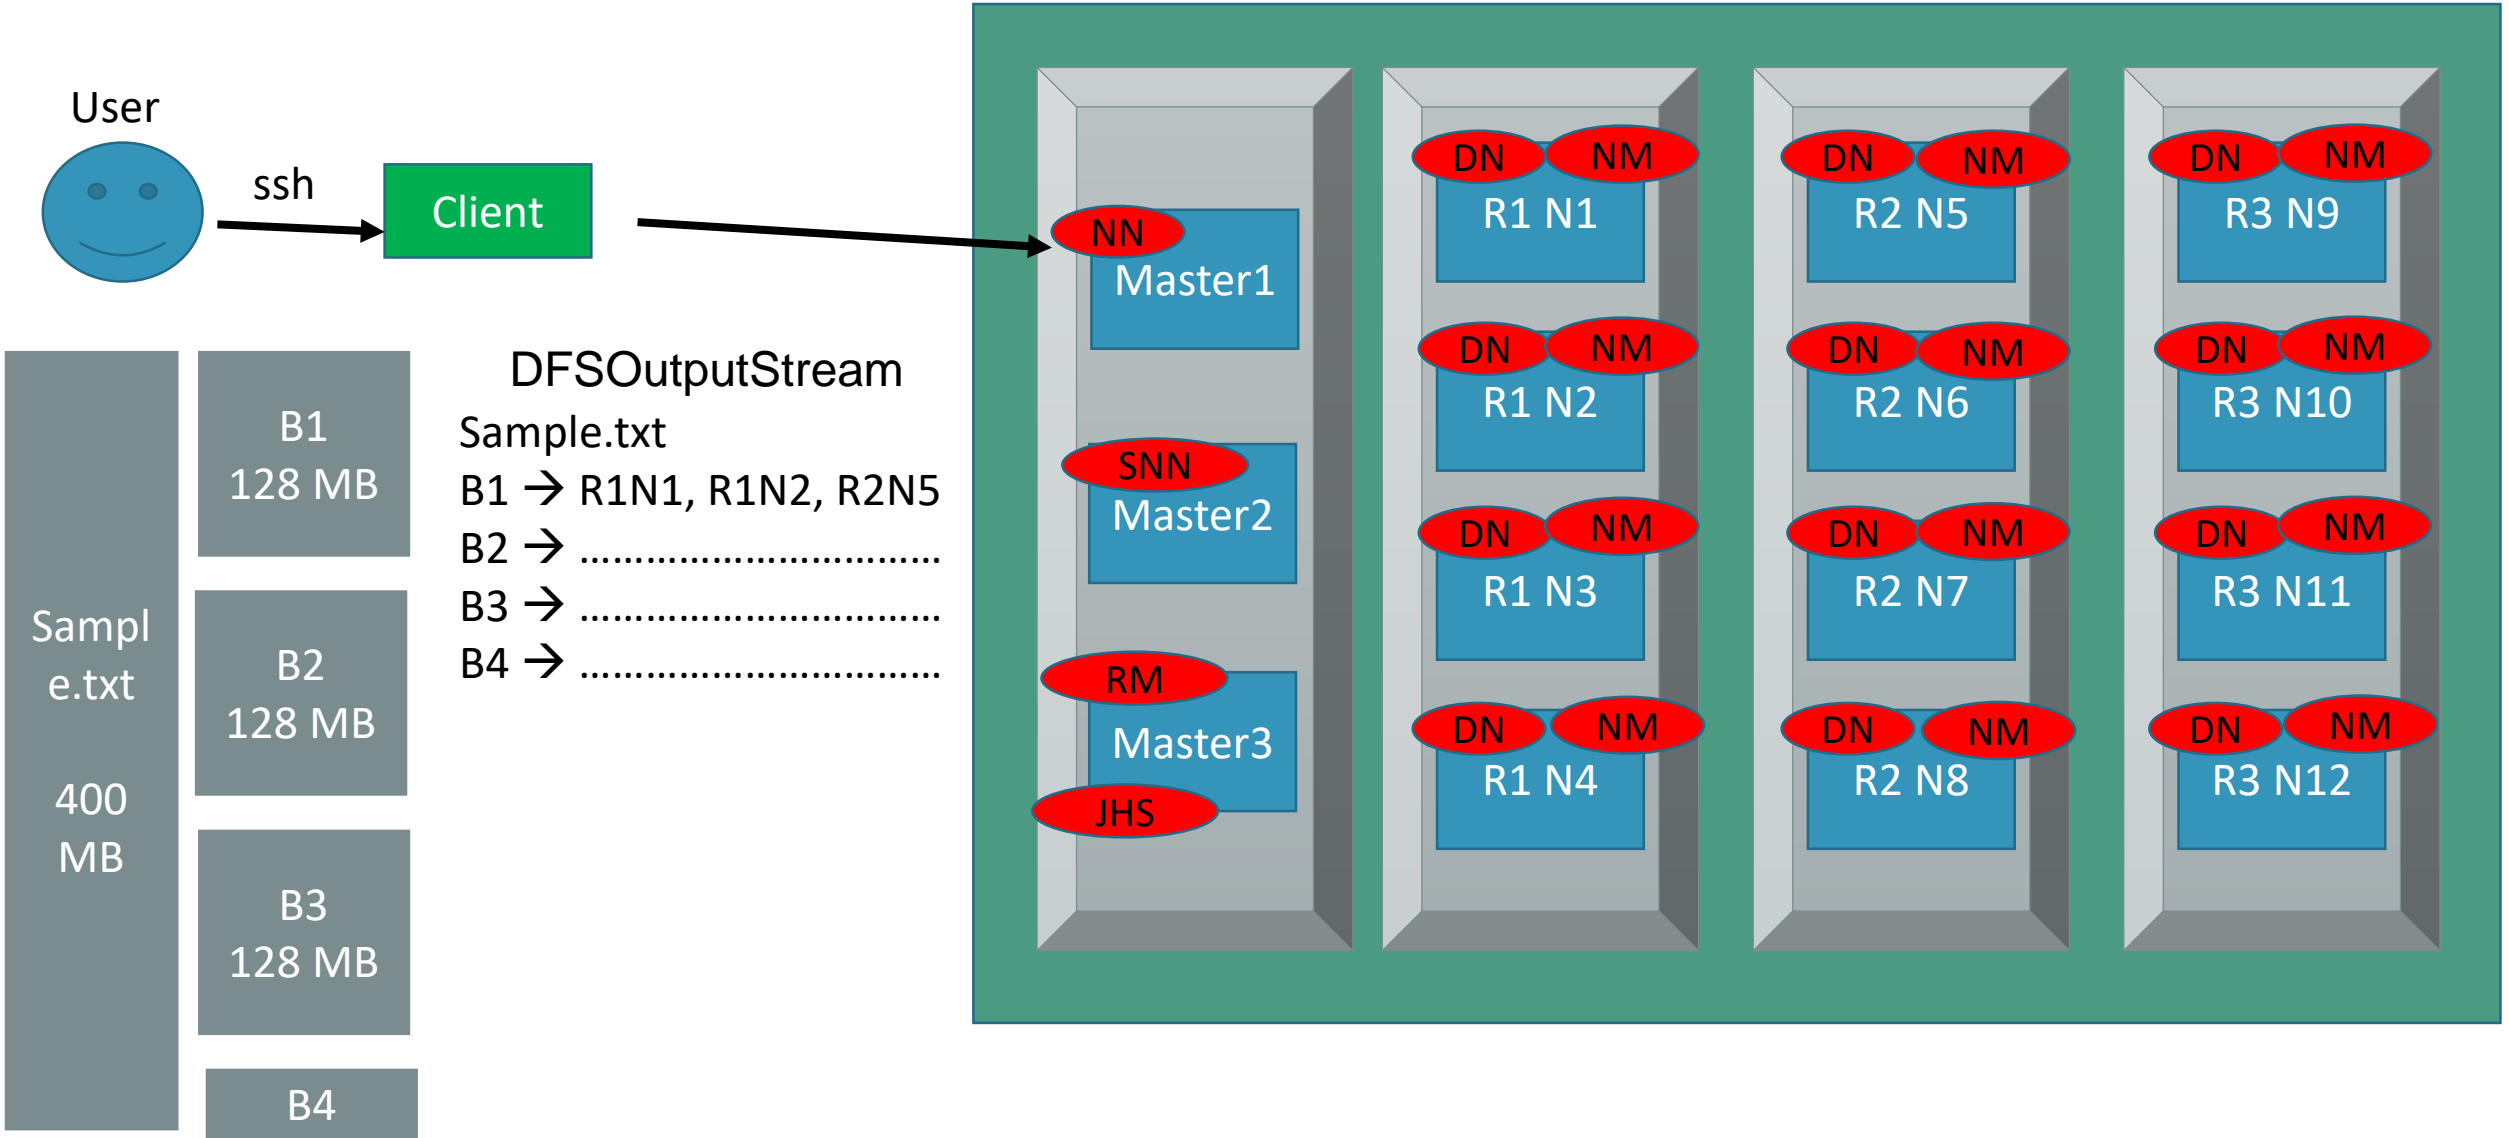 User
ssh
Client
Sampl
e.txt
400
MB
B1
128 MB
B2
128 MB
B3
128 MB
B4
DFSOutputStream
Sample.txt
B1 → R1N1, R1N2, R2N5
B2 → ……………………………
B3 → ……………………………
B4 → ……………………………
NN
Master1
SNN
Master2
RM
Master3
JHS
DN NM
R1 N1
DN NM
R1 N2
DN NM
R1 N3
DN NM
R1 N4
DN NM
R2 N5
DN NM
R2 N6
DN NM
R2 N7
DN NM
R2 N8
DN NM
R3 N9
DN NM
R3 N10
DN NM
R3 N11
DN NM
R3 N12